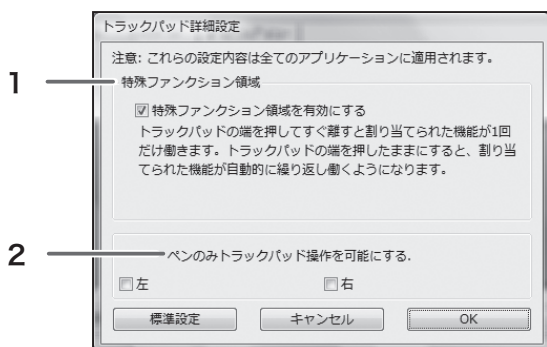 トラックパッド詳細設定
注意: これらの設定内容は全てのアプリケーションに適用されます。
1
特殊ファンクション領域
特殊ファンクション領域を有効にする
トラックパッドの端を押してすぐ離すと割り当てられた機能が1回
だけ働きます。トラックパッドの端を押したままにすると、割り当
てられた機能が自動的に繰り返し働くようになります。
2
ペンのみトラックパッド操作を可能にする.
左 右
標準設定 キャンセル OK